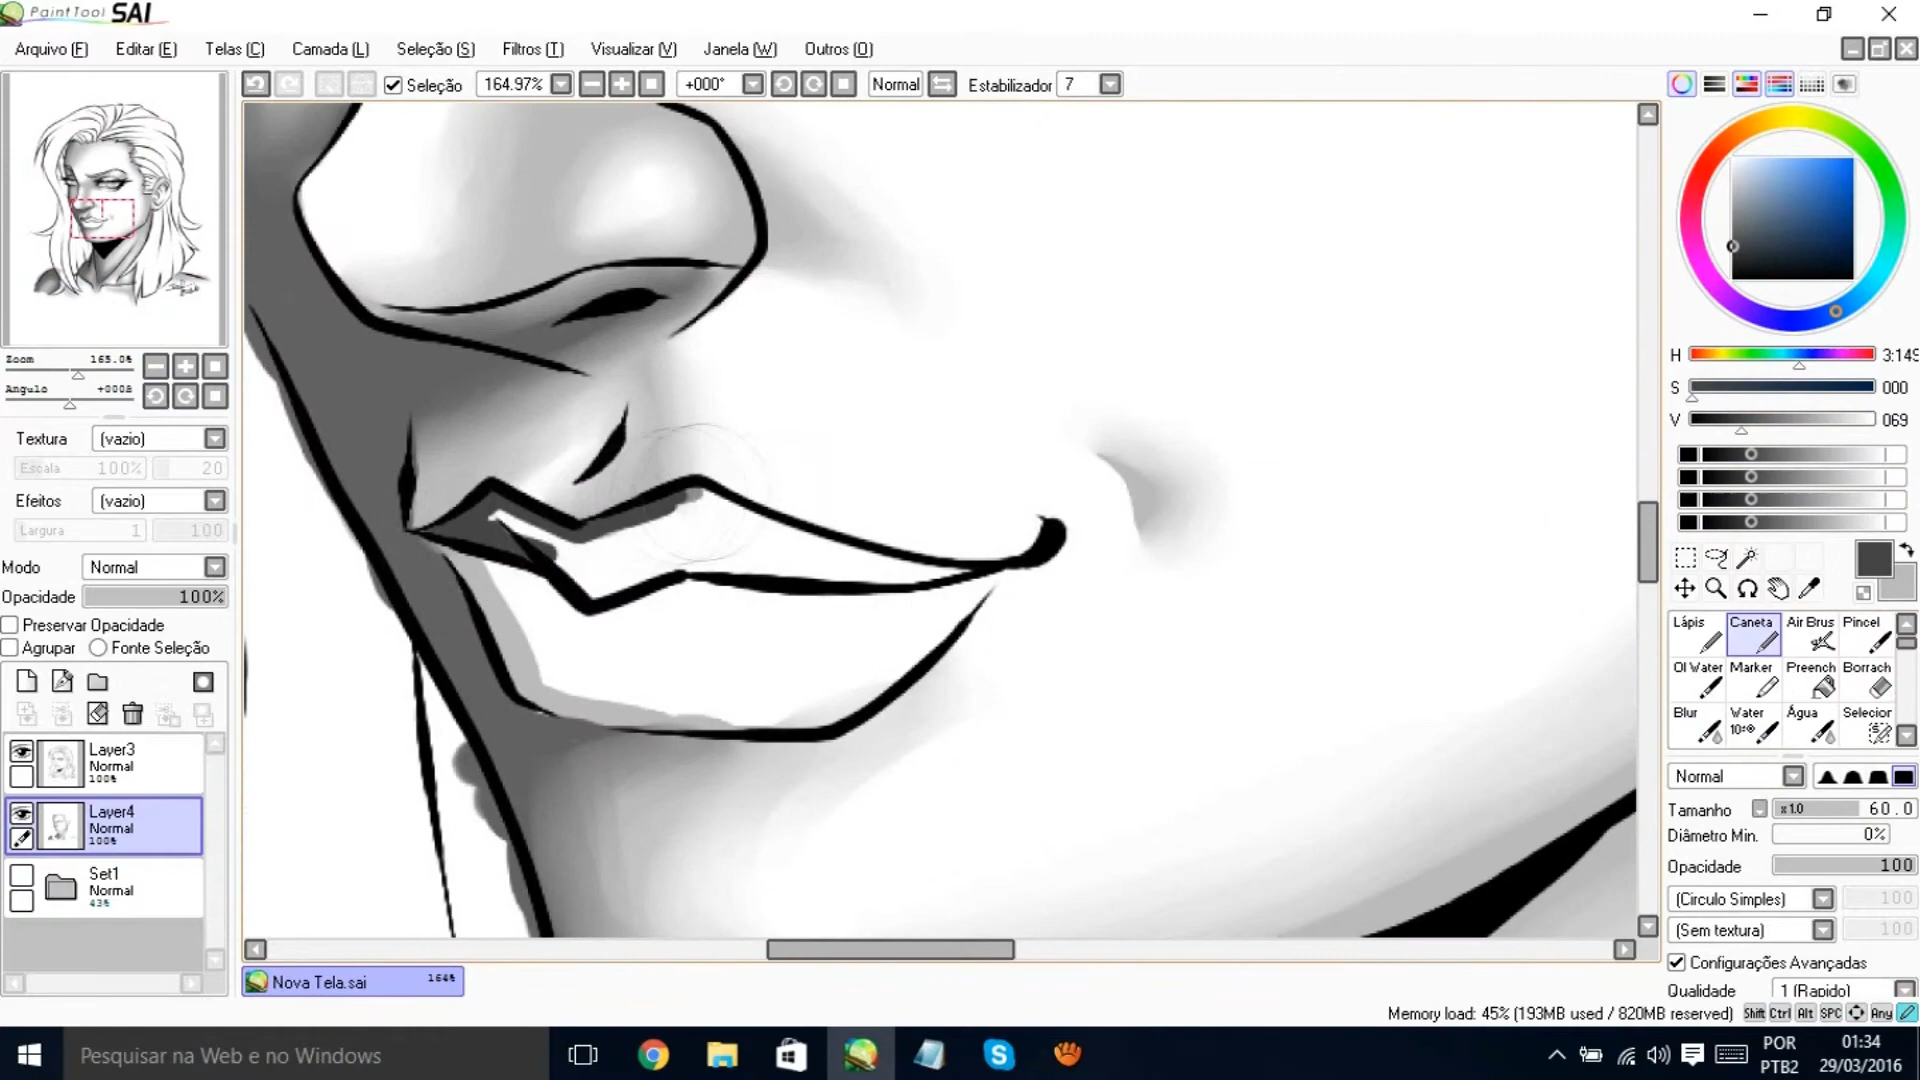 PaintTool SAI
Arquivo (F) Editar (E) Telas (C) Camada (L) Seleção (S) Filtros (T) Visualizar (V) Janela (W) Outros (O)
Seleção 164.97% +000° Normal Estabilizador 7
Zoom 165.0%
Angulo +000°
Textura (vazio)
Escala 100% 20
Efeitos (vazio)
Largura 1 100
Modo Normal
Opacidade 100%
Preservar Opacidade
Agrupar Fonte Seleção
Layer3
Normal
100%
Layer4
Normal
100%
Set1
Normal
43%
H 3:149
S 000
V 069
Lápis Caneta Air Brus Pincel
Ol Water Marker Preench Borrach
Blur Water Água Selecior
Normal
Tamanho x1.0 60.0
Diâmetro Min. 0%
Opacidade 100
(Circulo Simples) 100
(Sem textura) 100
Configurações Avançadas
Qualidade 1 (Rapido)
Nova Tela.sai 164%
Memory load: 45% (193MB used / 820MB reserved) Shift Ctrl Alt SPC Any
Pesquisar na Web e no Windows
POR
PTB2
01:34
29/03/2016